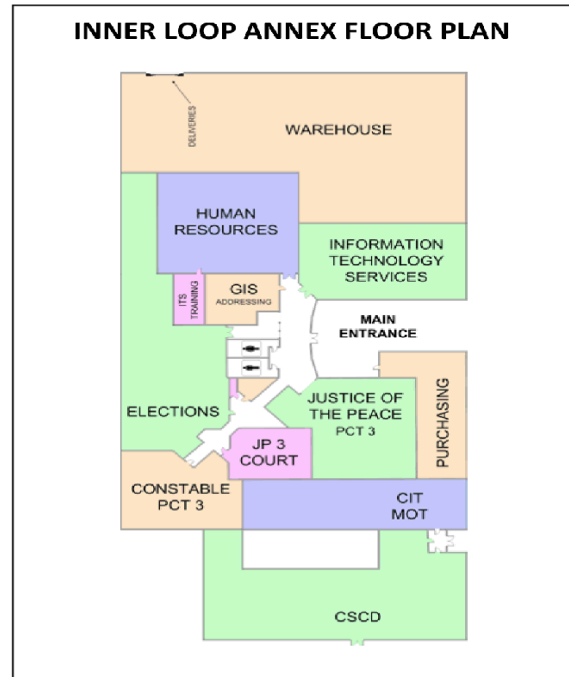 INNER LOOP ANNEX FLOOR PLAN
DELIVERIES
WAREHOUSE
HUMAN
RESOURCES
INFORMATION
TECHNOLOGY
SERVICES
ITS
TRAINING
GIS
ADDRESSING
MAIN
ENTRANCE
ELECTIONS
JUSTICE OF
THE PEACE
PCT 3
PURCHASING
JP 3
COURT
CONSTABLE
PCT 3
CIT
MOT
CSCD